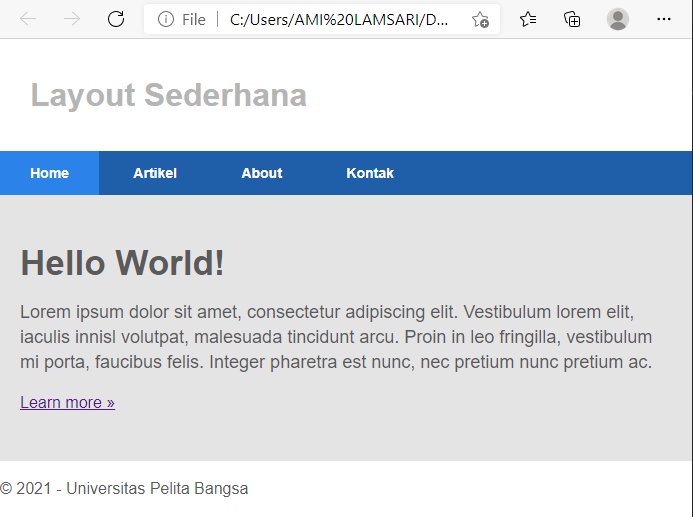 File | C:/Users/AMI%20LAMSARI/D...
Layout Sederhana
Home Artikel About Kontak
Hello World!
Lorem ipsum dolor sit amet, consectetur adipiscing elit. Vestibulum lorem elit,
iaculis innisl volutpat, malesuada tincidunt arcu. Proin in leo fringilla, vestibulum
mi porta, faucibus felis. Integer pharetra est nunc, nec pretium nunc pretium ac.
Learn more »
© 2021 - Universitas Pelita Bangsa